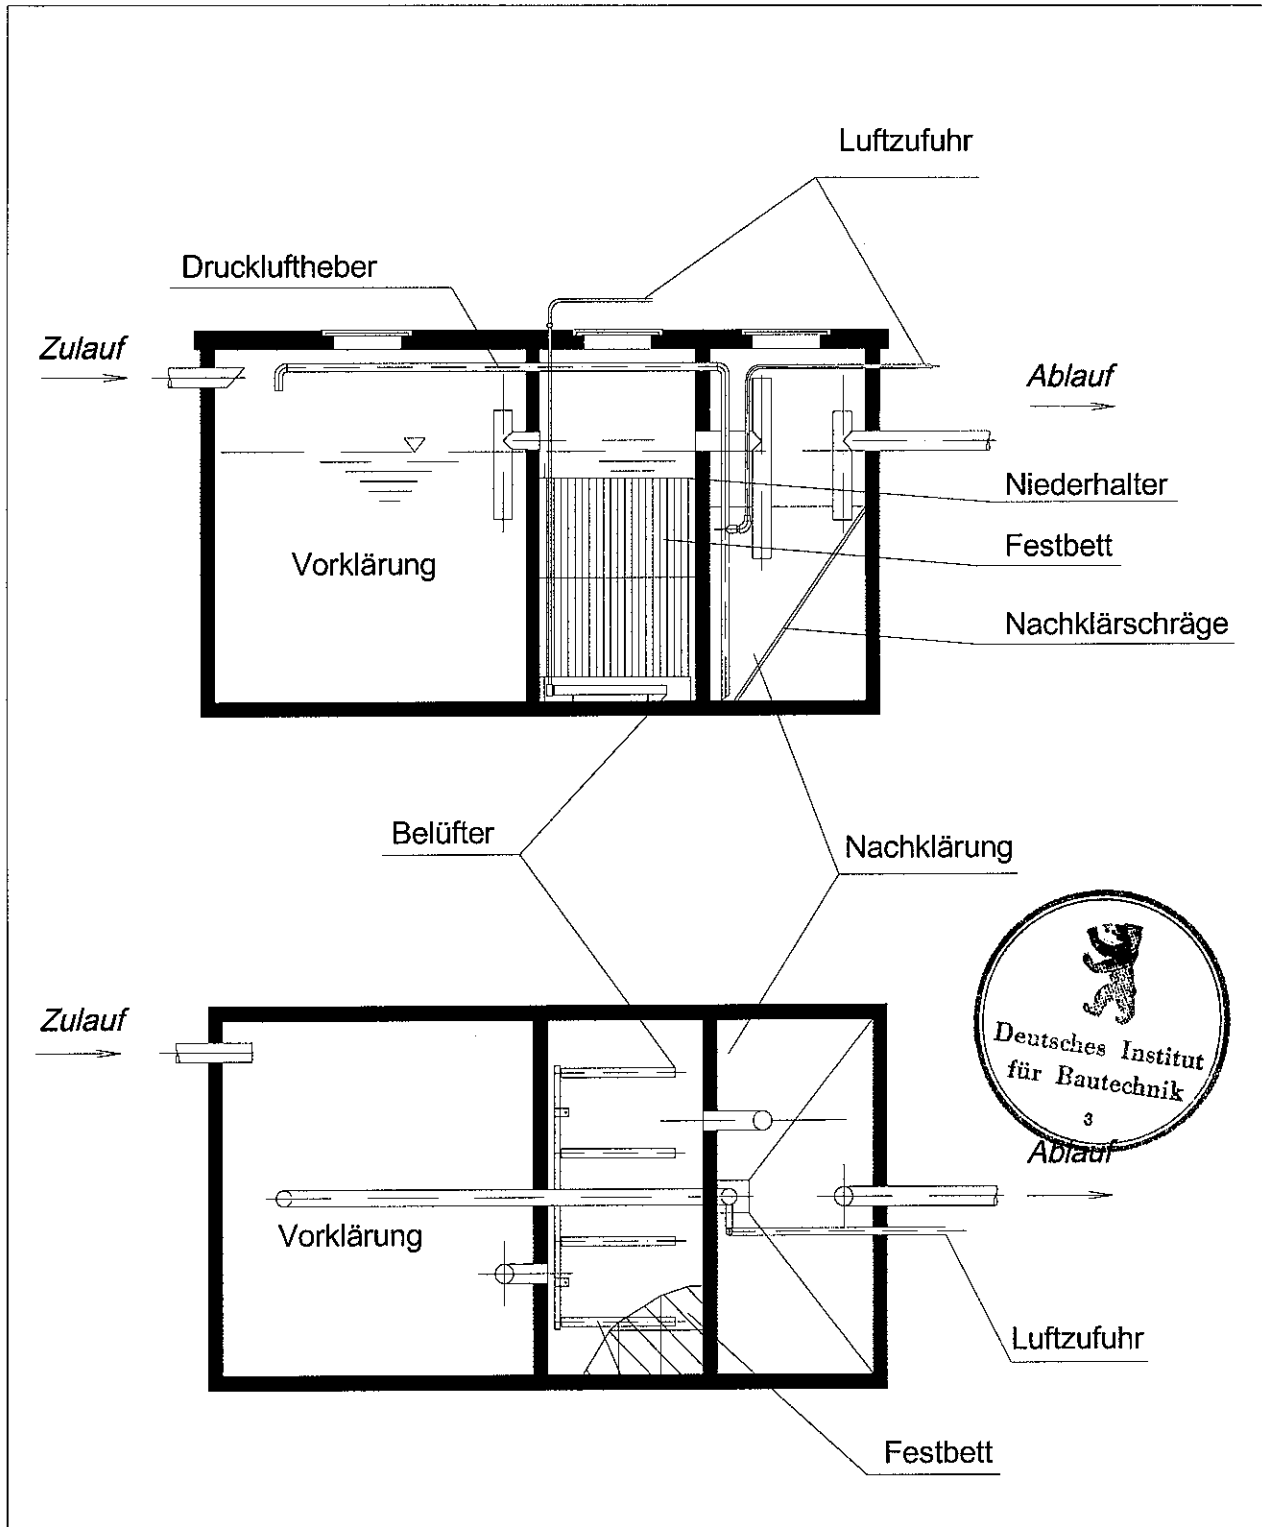 Luftzufuhr
Druckluftheber
Zulauf
Ablauf
Niederhalter
Festbett
Vorklärung
Nachklärschräge
Belüfter
Nachklärung
Zulauf
Deutsches Institut
für Bautechnik
3
Ablauf
Vorklärung
Luftzufuhr
Festbett